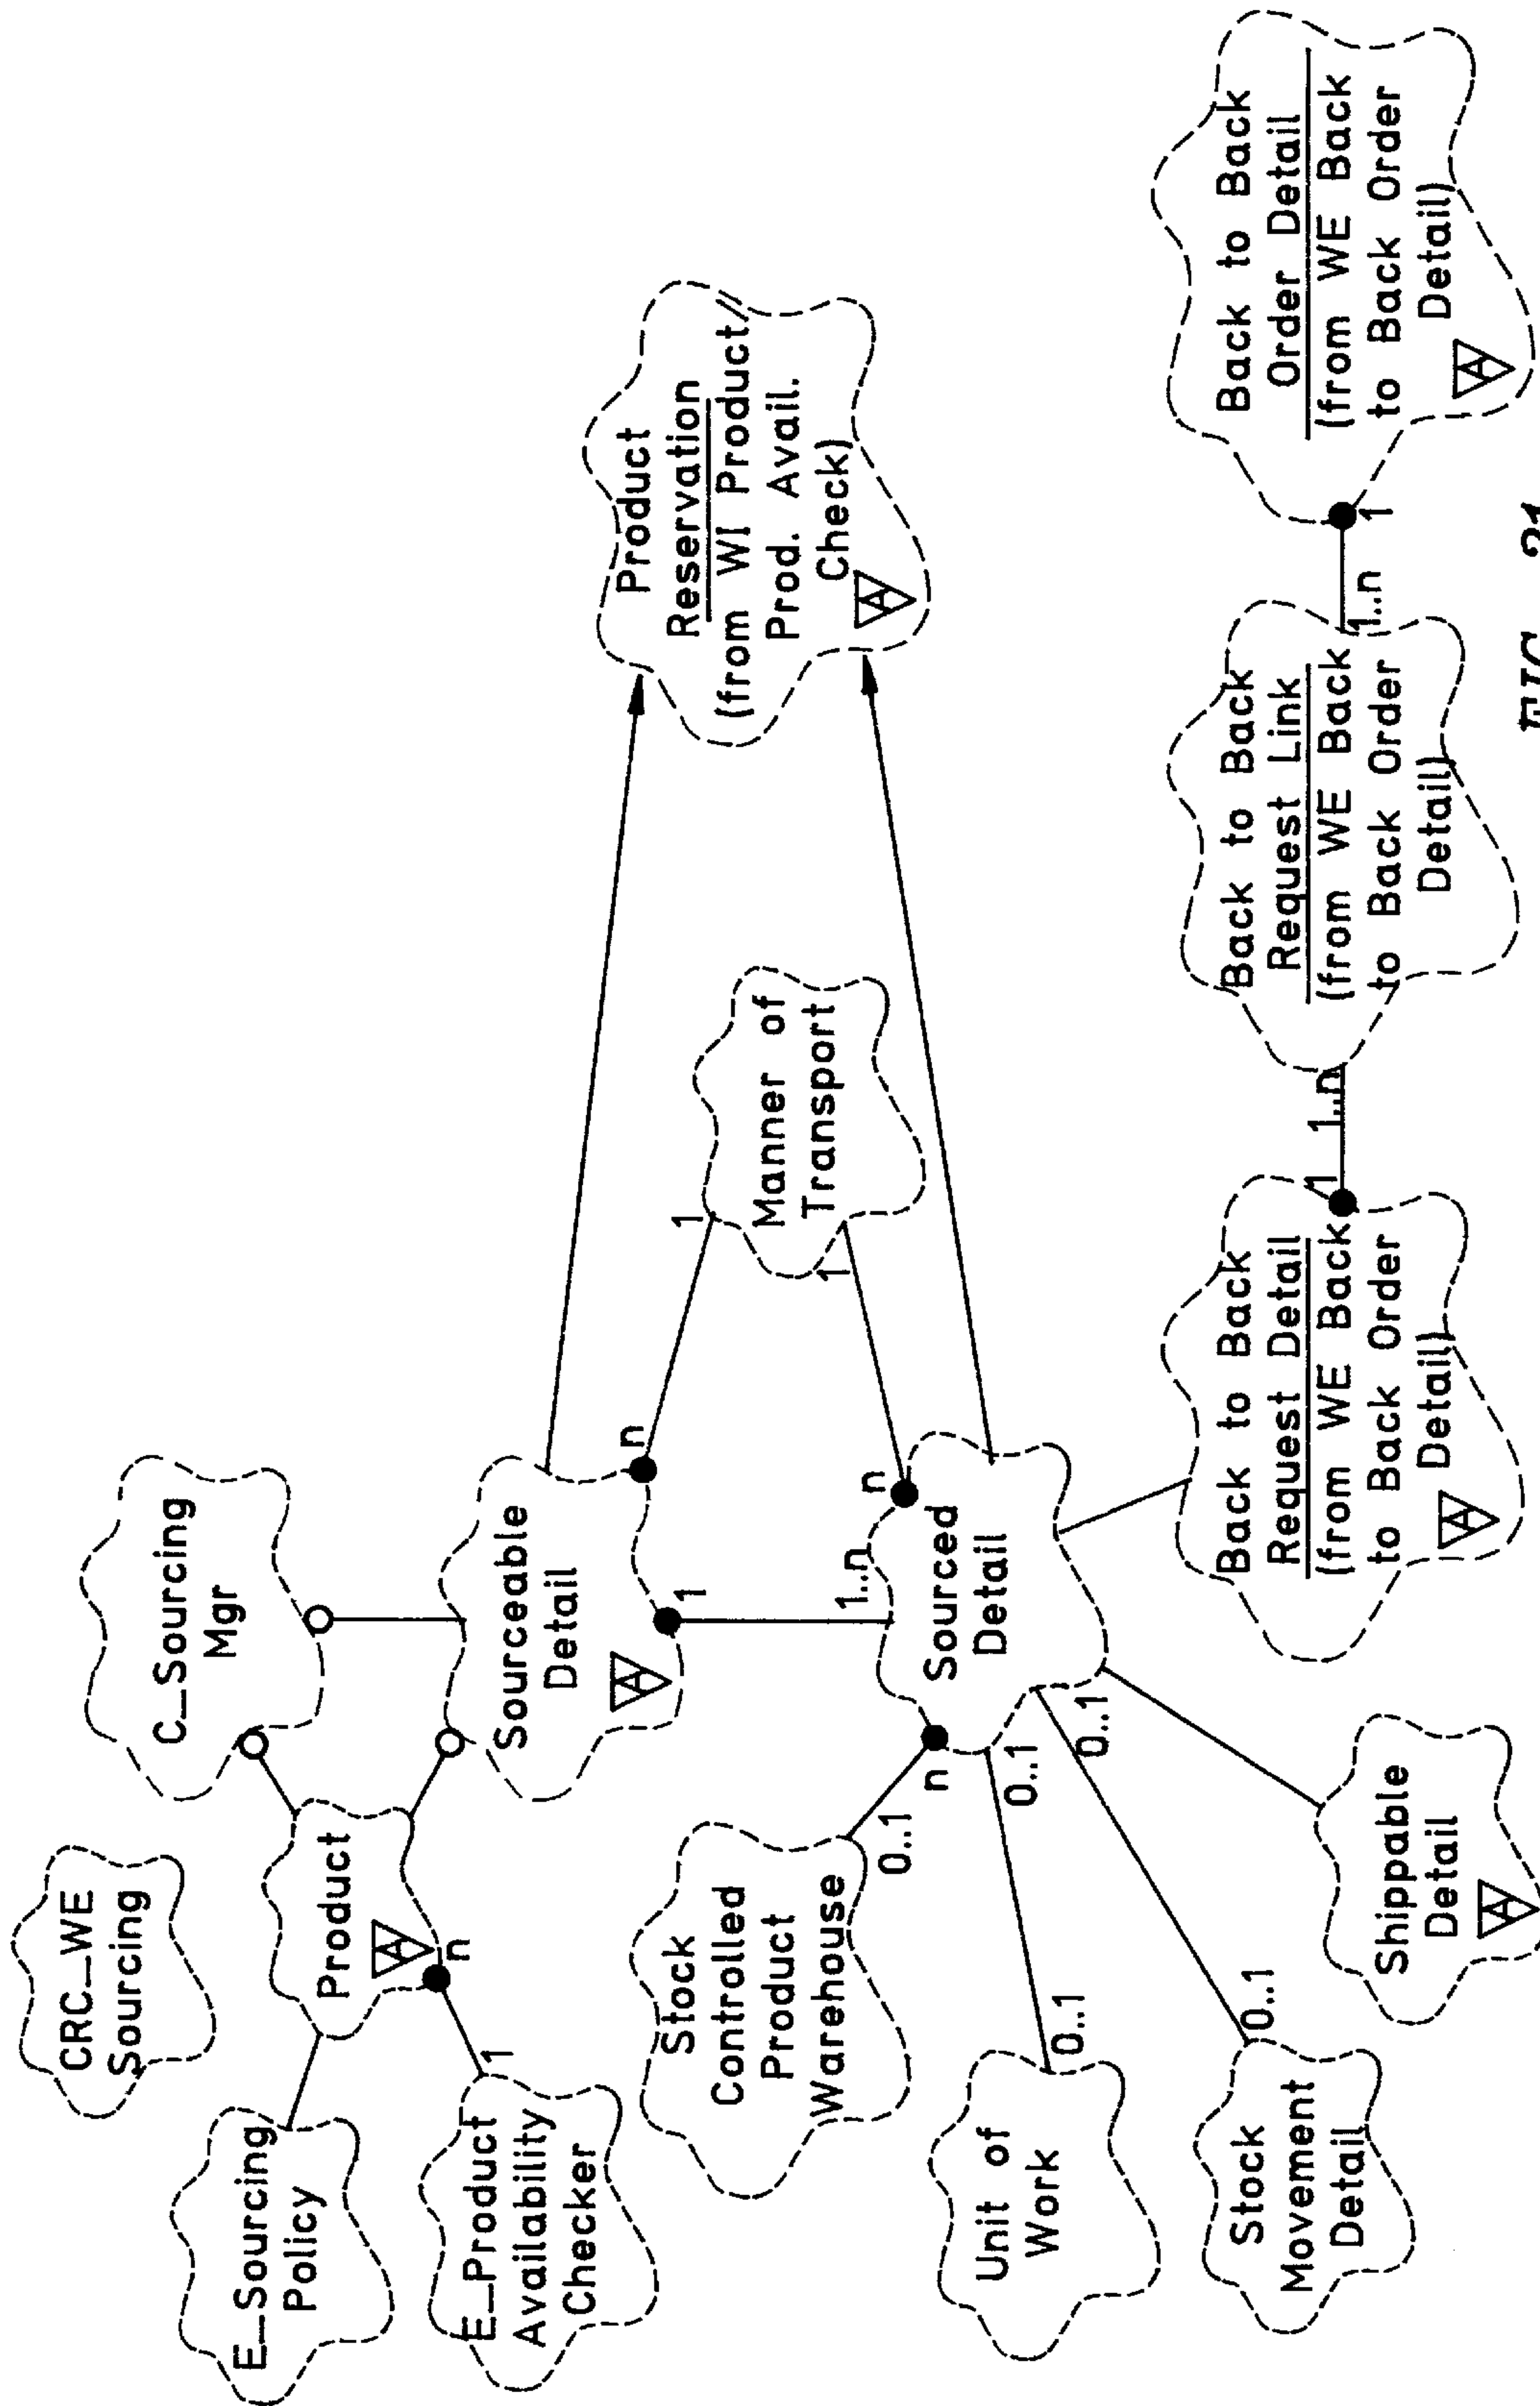 CRC_WE
Sourcing
E_Sourcing
Policy
Product
A
n
C_Sourcing
Mgr
1
E_Product
Availability
Checker
Sourceable
Detail
A
n
1
1
Product
Reservation
(from WI Product/
Prod. Avail.
Check)
A
Manner of
Transport
1
Stock
Controlled
Product
Warehouse
0..1
n
1..n
n
Sourced
Detail
0..1
0..1
Unit of
Work
0..1
Stock
Movement
Detail
0..1
Shippable
Detail
A
Back to Back
Request Detail
(from WE Back
to Back Order
Detail)
A
1
1..n
Back to Back
Request Link
(from WE Back
to Back Order
Detail)
1..n
1
Back to Back
Order Detail
(from WE Back
to Back Order
Detail)
A